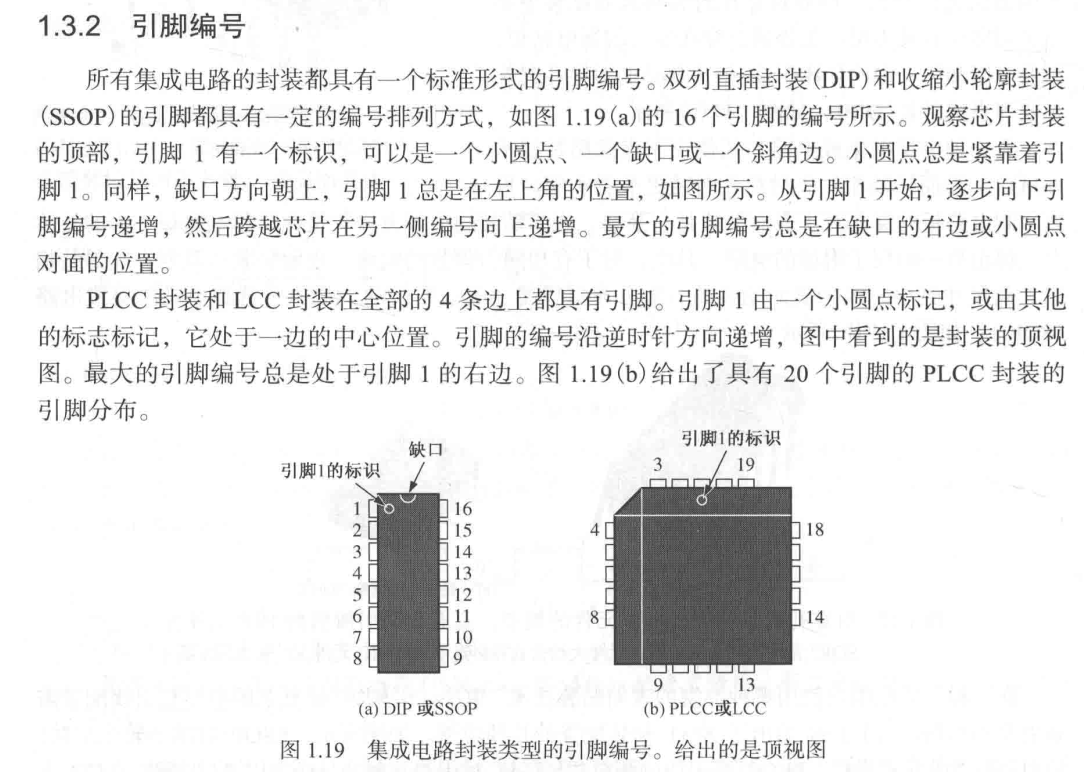 1.3.2 引脚编号
所有集成电路的封装都具有一个标准形式的引脚编号。双列直插封装(DIP)和收缩小轮廓封装
(SSOP)的引脚都具有一定的编号排列方式，如图 1.19(a)的 16 个引脚的编号所示。观察芯片封装
的顶部，引脚 1 有一个标识，可以是一个小圆点、一个缺口或一个斜角边。小圆点总是紧靠着引
脚 1。同样，缺口方向朝上，引脚 1 总是在左上角的位置，如图所示。从引脚 1 开始，逐步向下引
脚编号递增，然后跨越芯片在另一侧编号向上递增。最大的引脚编号总是在缺口的右边或小圆点
对面的位置。
PLCC 封装和 LCC 封装在全部的 4 条边上都具有引脚。引脚 1 由一个小圆点标记，或由其他
的标志标记，它处于一边的中心位置。引脚的编号沿逆时针方向递增，图中看到的是封装的顶视
图。最大的引脚编号总是处于引脚 1 的右边。图 1.19(b)给出了具有 20 个引脚的 PLCC 封装的
引脚分布。
缺口
引脚1的标识
1 16
2 15
3 14
4 13
5 12
6 11
7 10
8 9
(a) DIP 或SSOP
引脚1的标识
3 19
4 18
8 14
9 13
(b) PLCC或LCC
图 1.19 集成电路封装类型的引脚编号。给出的是顶视图